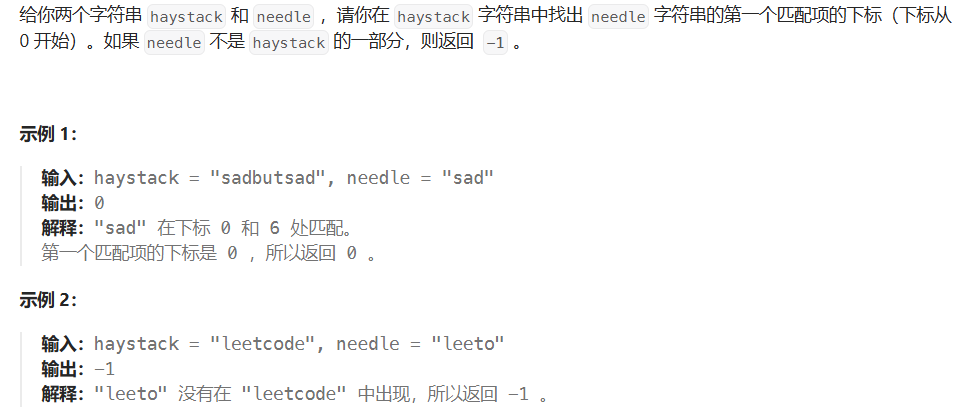 给你两个字符串 haystack 和 needle ，请你在 haystack 字符串中找出 needle 字符串的第一个匹配项的下标（下标从
0 开始）。如果 needle 不是 haystack 的一部分，则返回 -1 。
示例 1：
输入：haystack = "sadbutsad", needle = "sad"
输出：0
解释："sad" 在下标 0 和 6 处匹配。
第一个匹配项的下标是 0 ，所以返回 0 。
示例 2：
输入：haystack = "leetcode", needle = "leeto"
输出：-1
解释："leeto" 没有在 "leetcode" 中出现，所以返回 -1 。